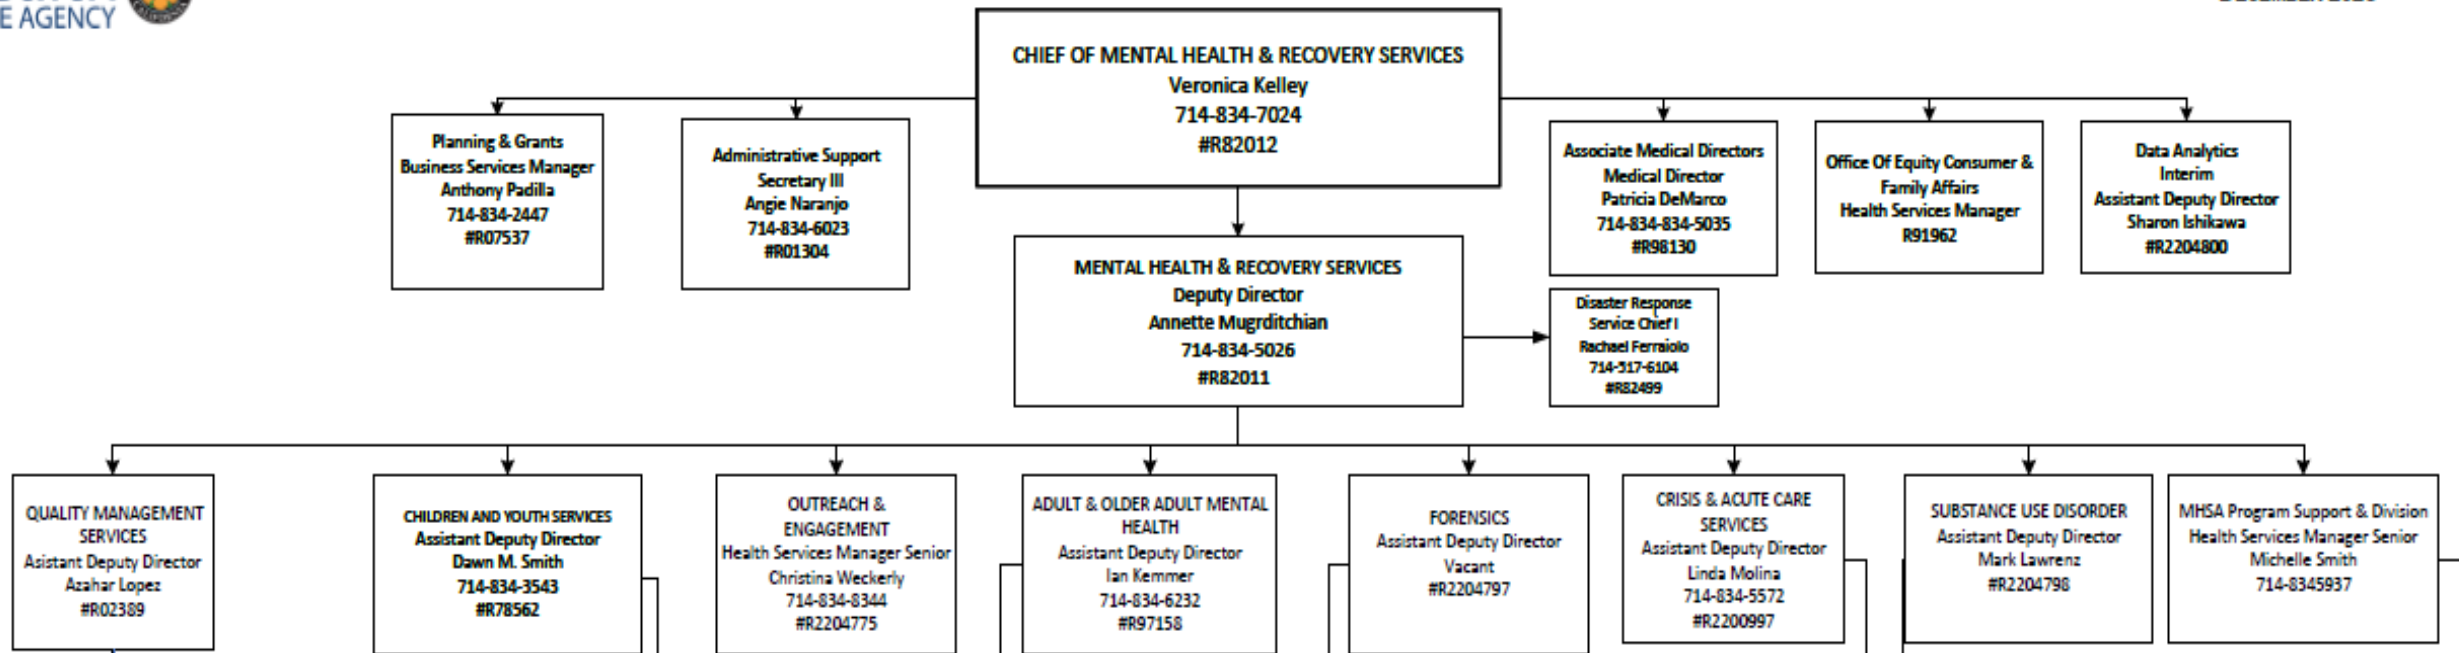 E AGENCY
CHIEF OF MENTAL HEALTH & RECOVERY SERVICES
Veronica Kelley
714-834-7024
#R82012
Planning & Grants
Business Services Manager
Anthony Padilla
714-834-2447
#R07537
Administrative Support
Secretary III
Angie Naranjo
714-834-6023
#R01304
Associate Medical Directors
Medical Director
Patricia DeMarco
714-834-834-5035
#R98130
Office Of Equity Consumer &
Family Affairs
Health Services Manager
R91962
Data Analytics
Interim
Assistant Deputy Director
Sharon Ishikawa
#R2204800
MENTAL HEALTH & RECOVERY SERVICES
Deputy Director
Annette Mugrditchian
714-834-5026
#R82011
Disaster Response
Service Chief I
Rachael Ferraiolo
714-517-6104
#R82499
QUALITY MANAGEMENT
SERVICES
Asistant Deputy Director
Azahar Lopez
#R02389
CHILDREN AND YOUTH SERVICES
Assistant Deputy Director
Dawn M. Smith
714-834-3543
#R78562
OUTREACH &
ENGAGEMENT
Health Services Manager Senior
Christina Weckerly
714-834-8344
#R2204775
ADULT & OLDER ADULT MENTAL
HEALTH
Assistant Deputy Director
Ian Kemmer
714-834-6232
#R97158
FORENSICS
Assistant Deputy Director
Vacant
#R2204797
CRISIS & ACUTE CARE
SERVICES
Assistant Deputy Director
Linda Molina
714-834-5572
#R2200997
SUBSTANCE USE DISORDER
Assistant Deputy Director
Mark Lawrenz
#R2204798
MHSA Program Support & Division
Health Services Manager Senior
Michelle Smith
714-8345937